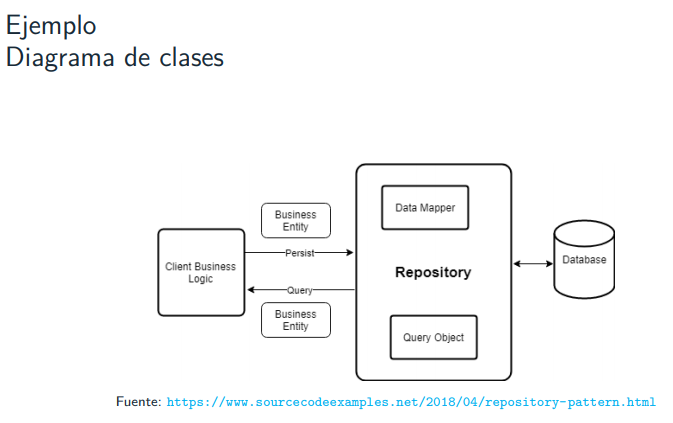 Ejemplo
Diagrama de clases
Business
Entity
Data Mapper
Client Business
Logic
Persist
Repository
Database
Query
Business
Entity
Query Object
Fuente: https://www.sourcecodeexamples.net/2018/04/repository-pattern.html